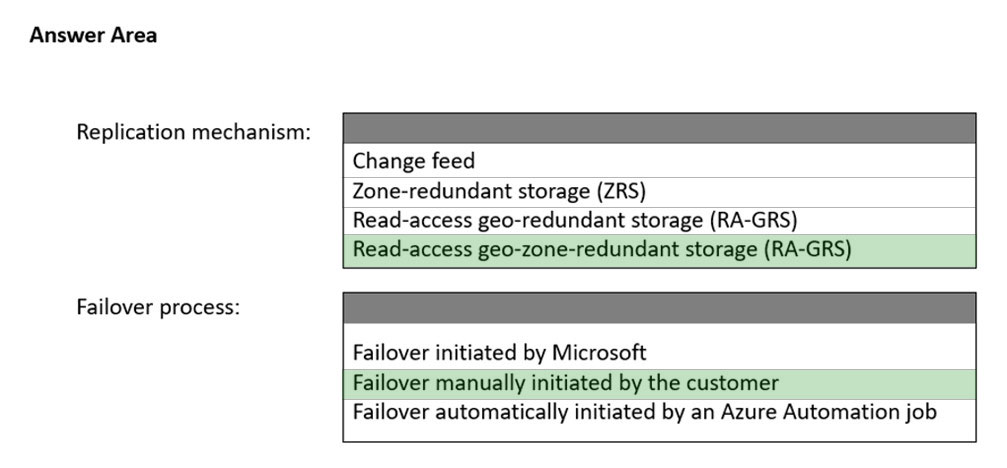 Answer Area
Replication mechanism:
Change feed
Zone-redundant storage (ZRS)
Read-access geo-redundant storage (RA-GRS)
Read-access geo-zone-redundant storage (RA-GRS)
Failover process:
Failover initiated by Microsoft
Failover manually initiated by the customer
Failover automatically initiated by an Azure Automation job